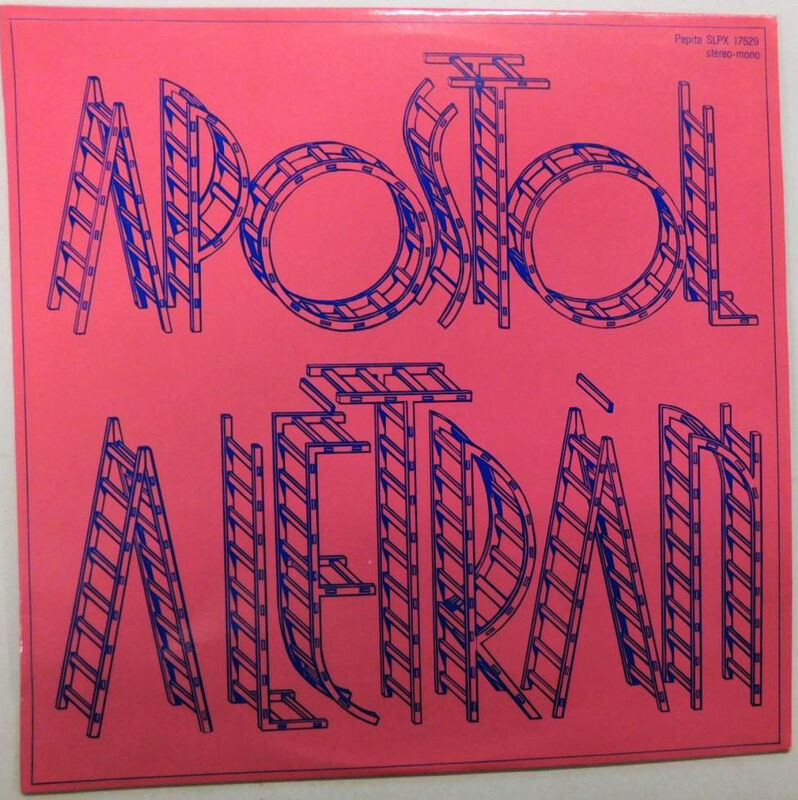 Pepita SLPX 17529
stereo-mono
APOSTOL
A LÉTRÁN